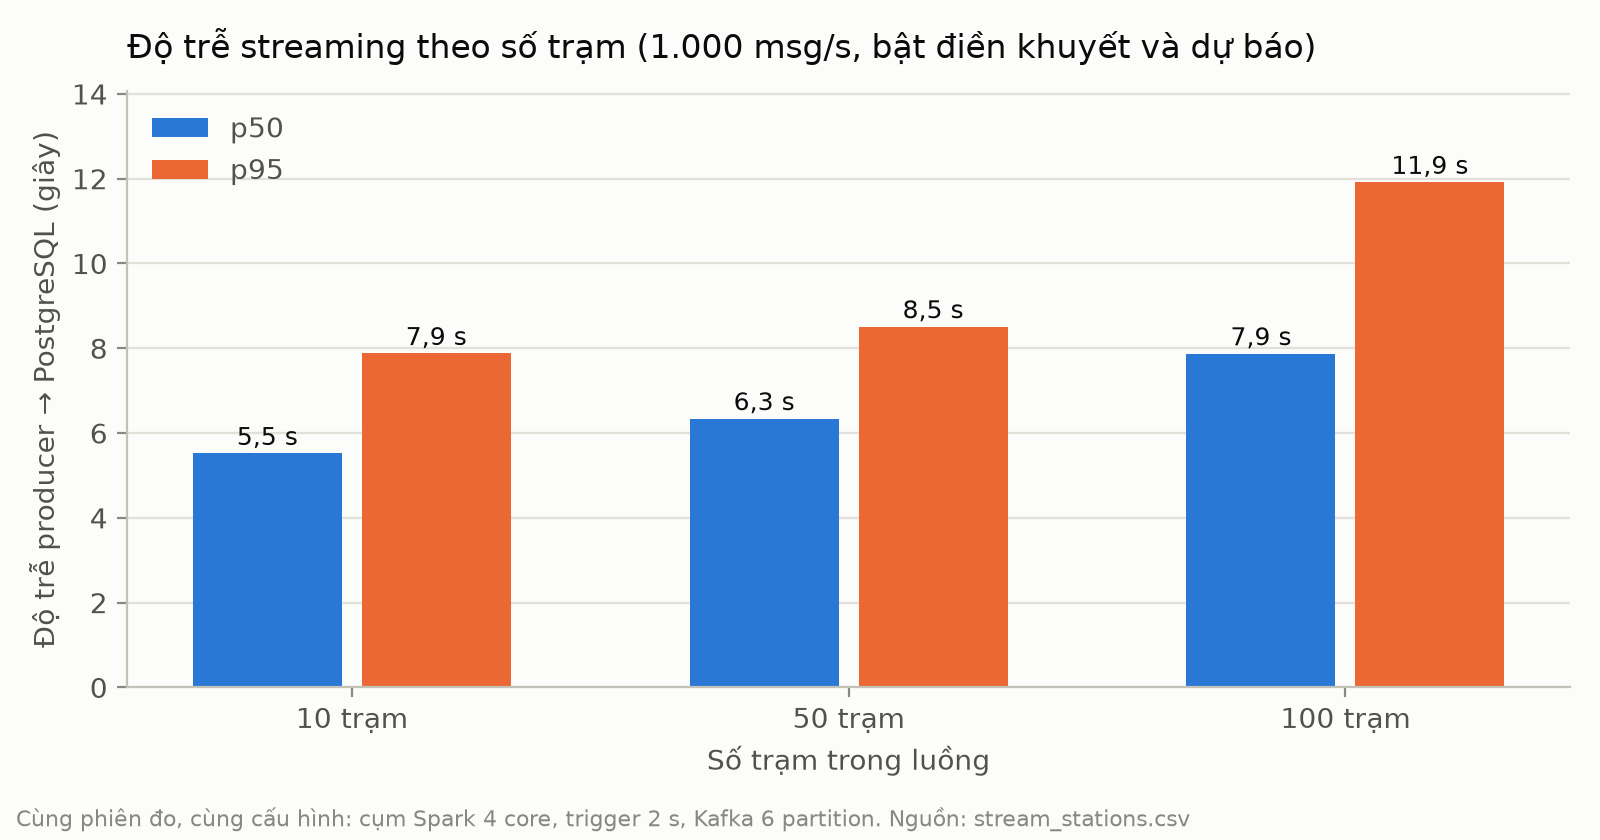 Độ trễ streaming theo số trạm (1.000 msg/s, bật điền khuyết và dự báo)
Độ trễ producer → PostgreSQL (giây)
14
12
10
8
6
4
2
0
p50
p95
5,5 s
7,9 s
6,3 s
8,5 s
7,9 s
11,9 s
10 trạm
50 trạm
100 trạm
Số trạm trong luồng
Cùng phiên đo, cùng cấu hình: cụm Spark 4 core, trigger 2 s, Kafka 6 partition. Nguồn: stream_stations.csv